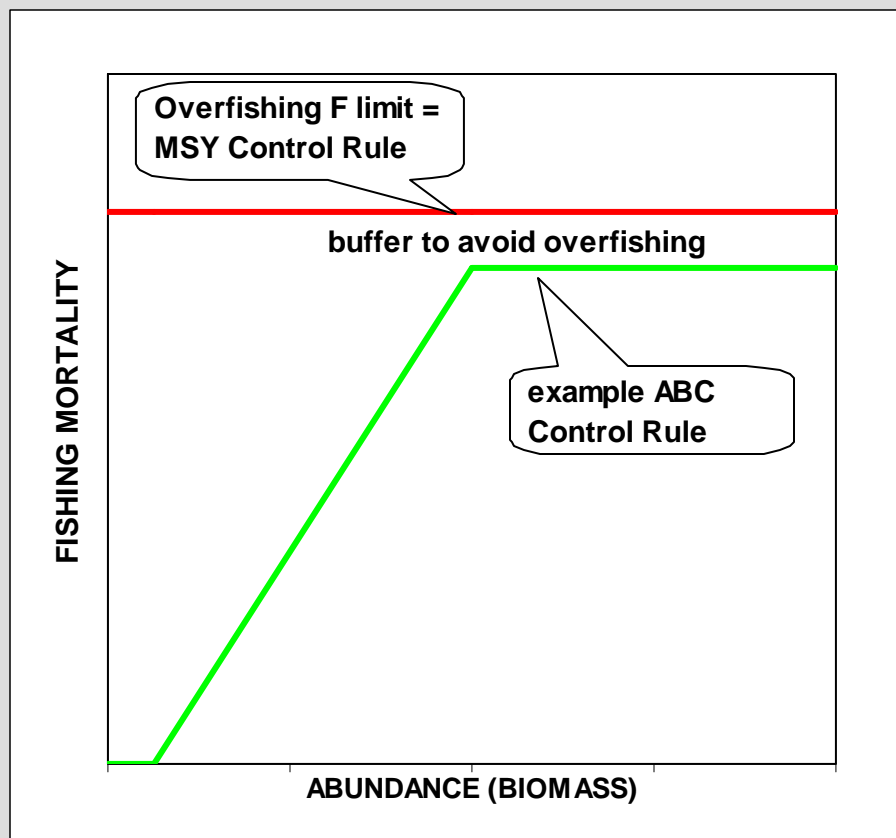 Overfishing F limit =
MSY Control Rule
buffer to avoid overfishing
example ABC
Control Rule
FISHING MORTALITY
ABUNDANCE (BIOMASS)